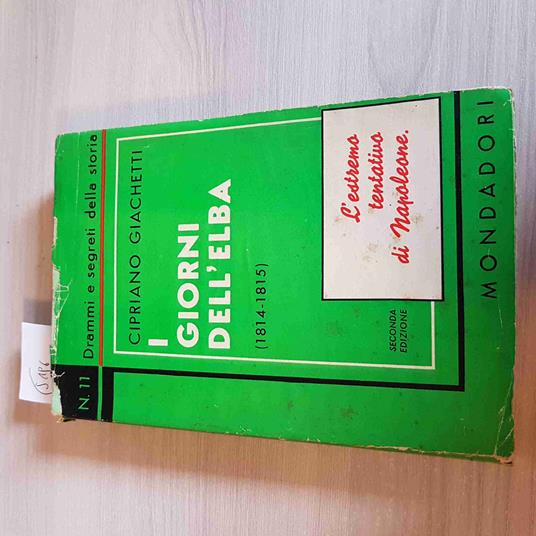 N. 11 Drammi e segreti della storia
CIPRIANO GIACHETTI
I
GIORNI
DELL'ELBA
(1814-1815)
L'estremo
tentativo
di Napoleone.
SECONDA
EDIZIONE
MONDADORI